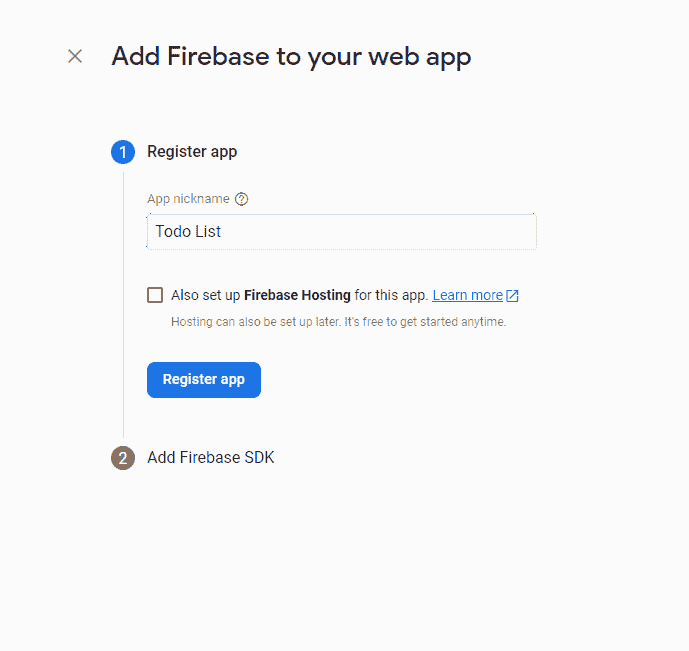 Add Firebase to your web app
1 Register app
App nickname
Todo List
Also set up Firebase Hosting for this app. Learn more
Hosting can also be set up later. It's free to get started anytime.
Register app
2 Add Firebase SDK